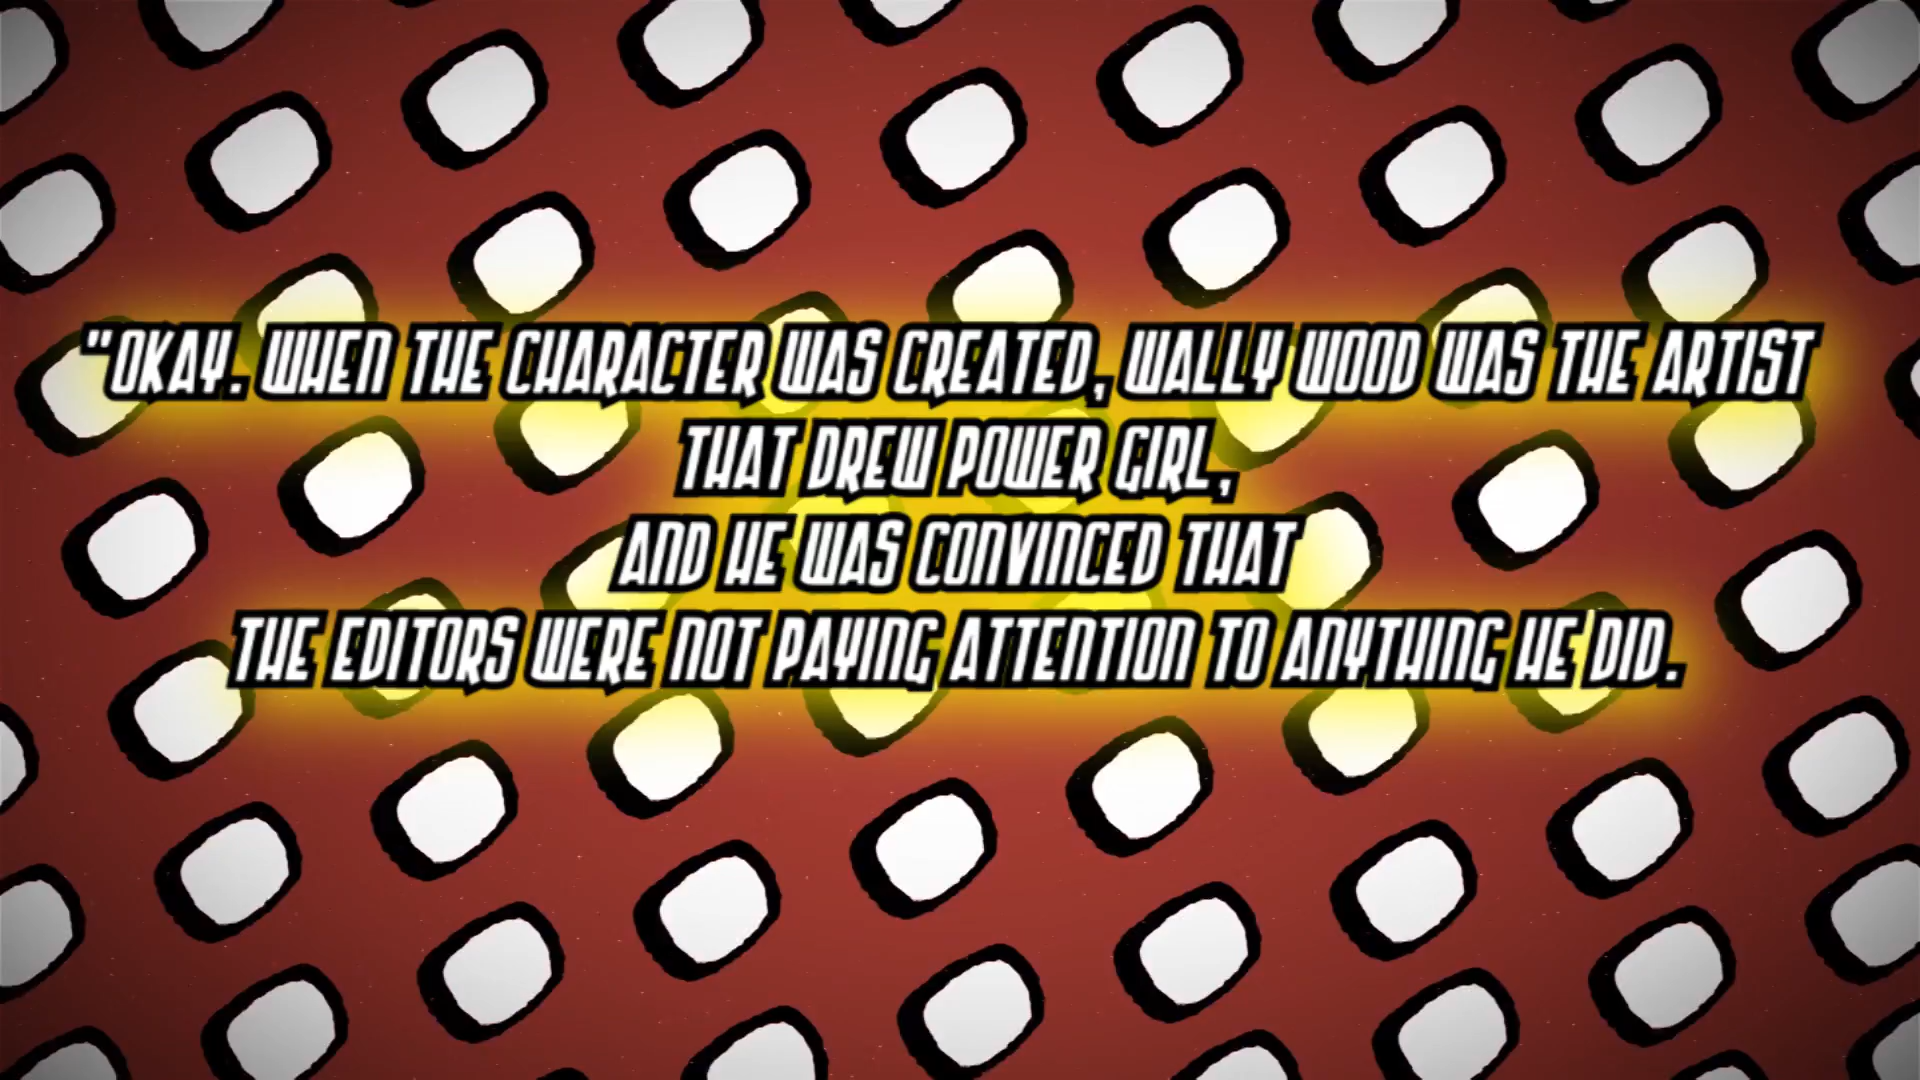 "OKAY. WHEN THE CHARACTER WAS CREATED, WALLY WOOD WAS THE ARTIST
THAT DREW POWER GIRL,
AND HE WAS CONVINCED THAT
THE EDITORS WERE NOT PAYING ATTENTION TO ANYTHING HE DID.